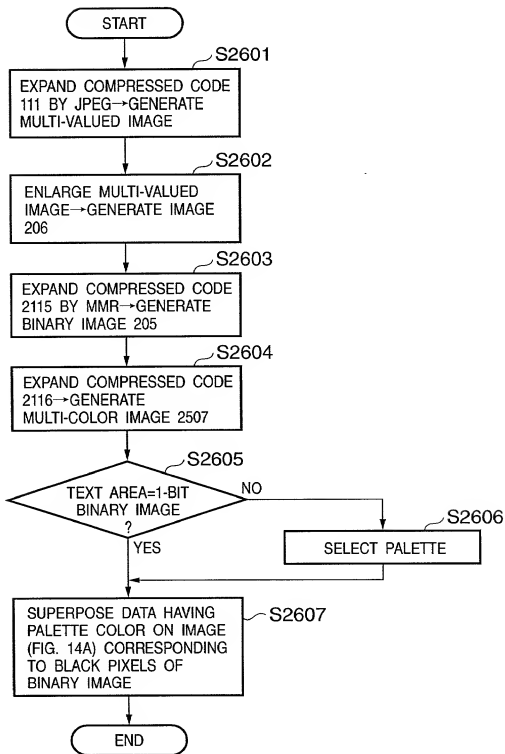 START
S2601
EXPAND COMPRESSED CODE
111 BY JPEG→GENERATE
MULTI-VALUED IMAGE
S2602
ENLARGE MULTI-VALUED
IMAGE→GENERATE IMAGE
206
S2603
EXPAND COMPRESSED CODE
2115 BY MMR→GENERATE
BINARY IMAGE 205
S2604
EXPAND COMPRESSED CODE
2116→GENERATE
MULTI-COLOR IMAGE 2507
S2605
TEXT AREA=1-BIT
BINARY IMAGE
?
NO
YES
S2606
SELECT PALETTE
S2607
SUPERPOSE DATA HAVING
PALETTE COLOR ON IMAGE
(FIG. 14A) CORRESPONDING
TO BLACK PIXELS OF
BINARY IMAGE
END